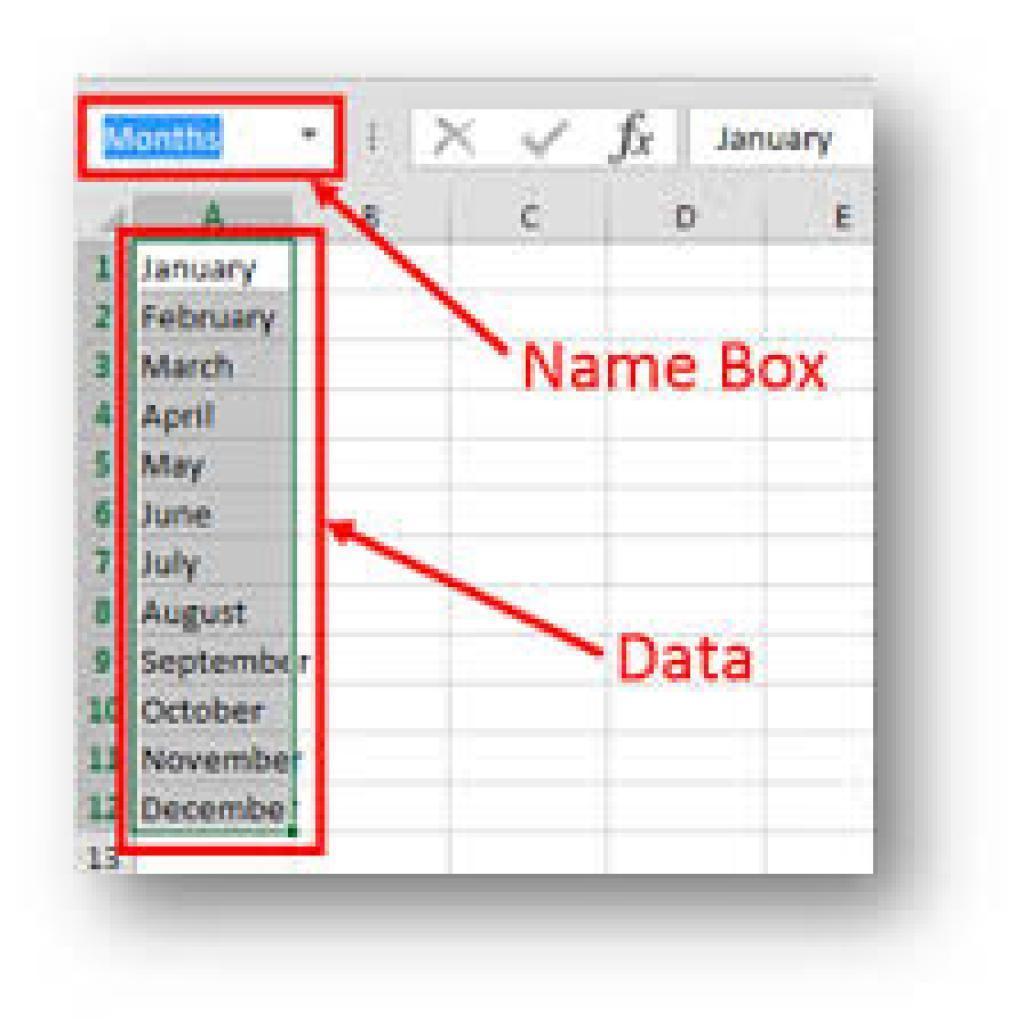 Months fx January
A B C D E
1 January
2 February
3 March
4 April
5 May
6 June
7 July
8 August
9 September
10 October
11 November
12 December
13
Name Box
Data